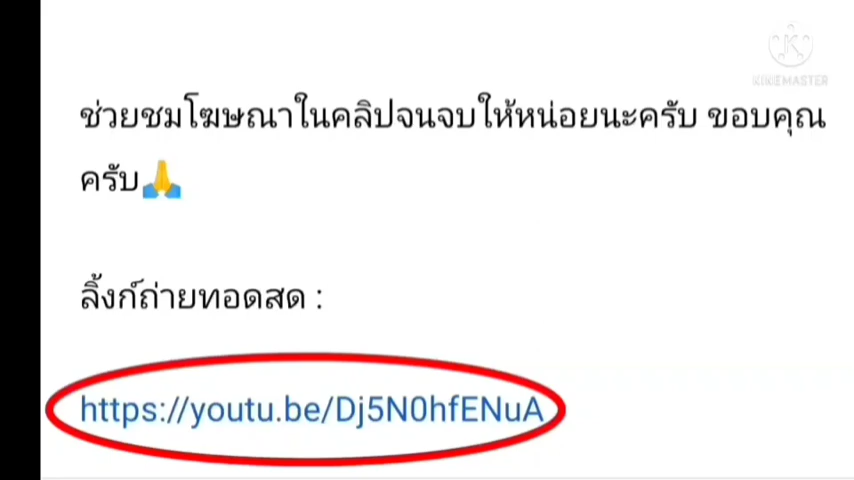 KINEMASTER
ช่วยชมโฆษณาในคลิปจนจบให้หน่อยนะครับ ขอบคุณ
ครับ🙏
ลิ้งก์ถ่ายทอดสด :
https://youtu.be/Dj5N0hfENuA